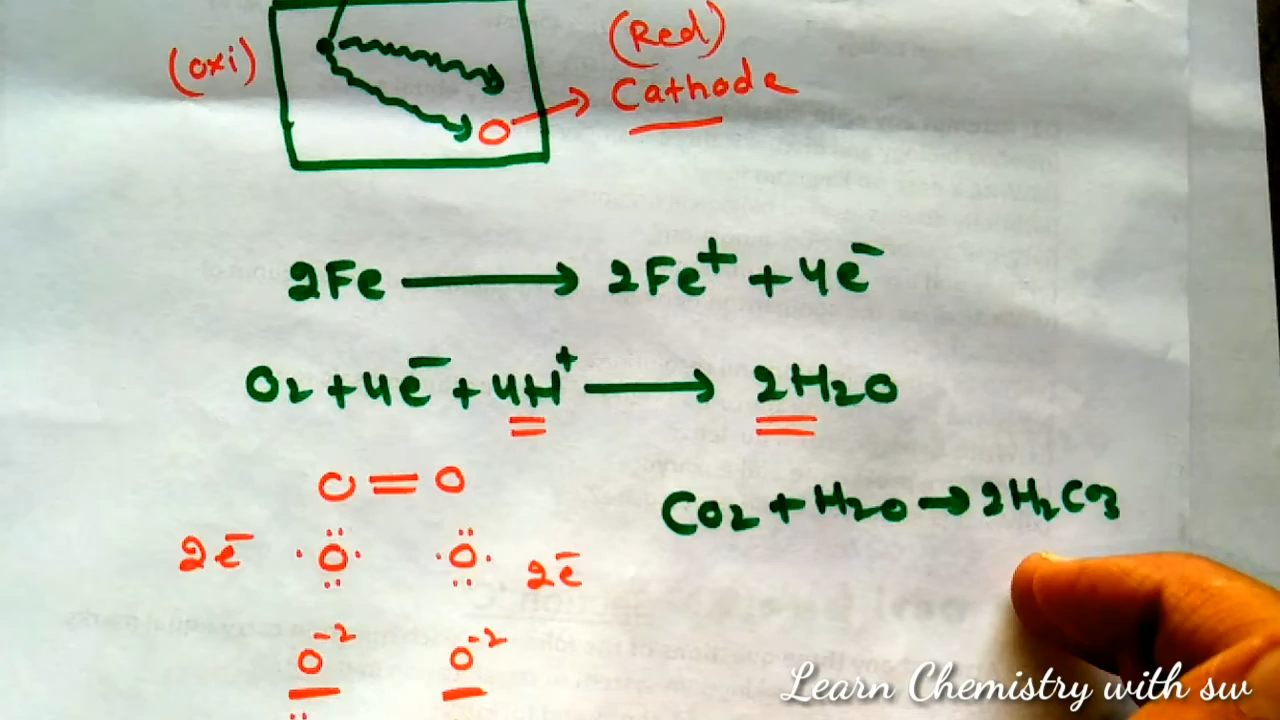 (Red)
(oxi)
Cathode
2Fe ⟶ 2Fe⁺ + 4e⁻
O₂ + 4e⁻ + 4H⁺ ⟶ 2H₂O
O = O
CO₂ + H₂O → 2H₂CO₃
2e⁻ O O 2e⁻
O⁻² O⁻²
Learn Chemistry with sw